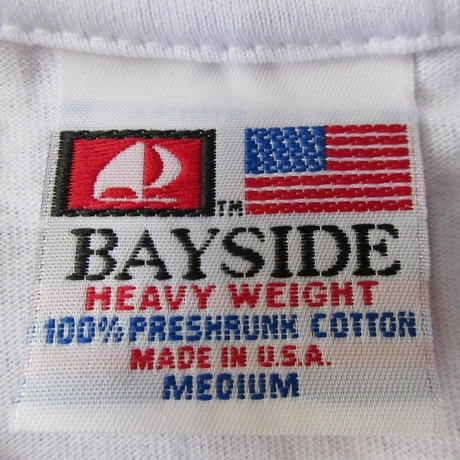 TM
BAYSIDE
HEAVY WEIGHT
100% PRESHRUNK COTTON
MADE IN U.S.A.
MEDIUM